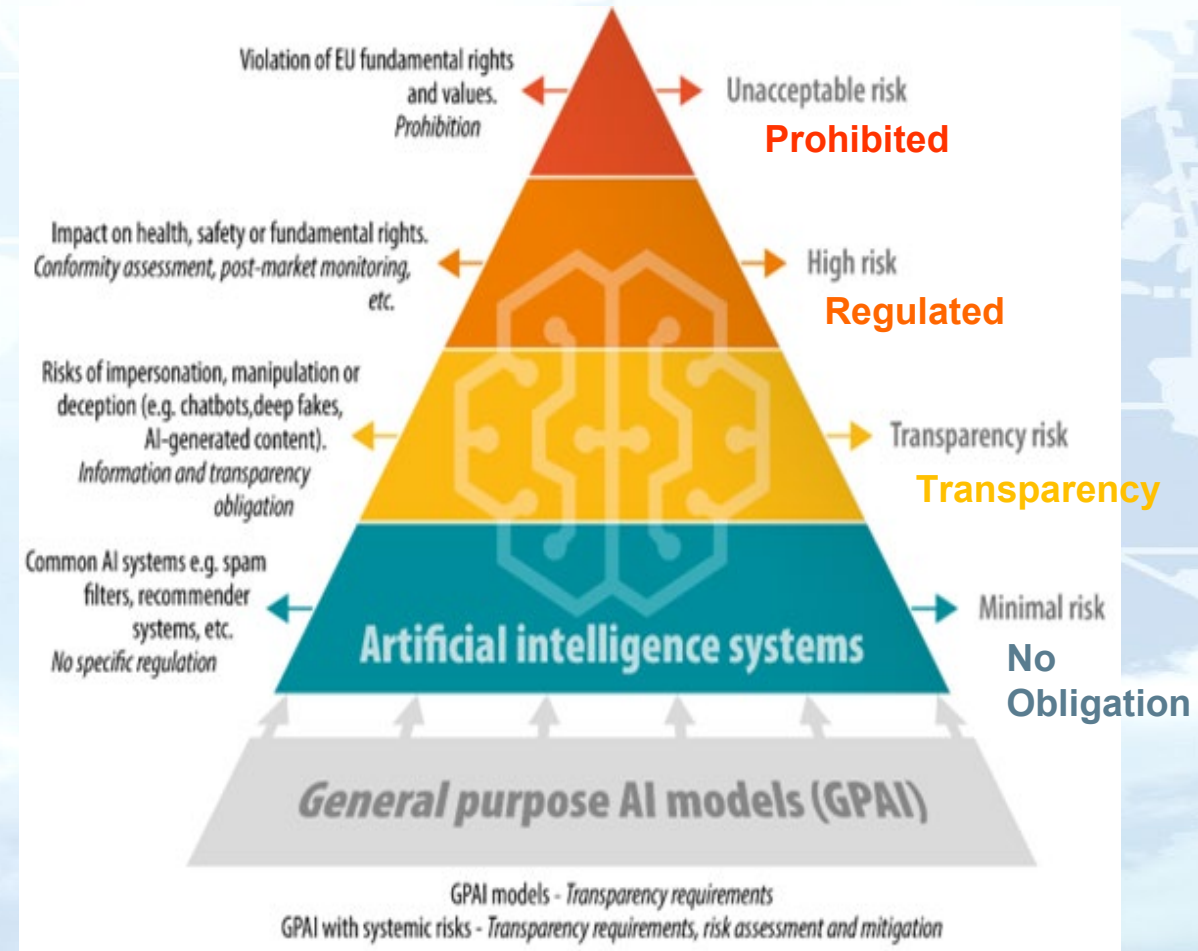 Violation of EU fundamental rights
and values.
Prohibition
Unacceptable risk
Prohibited
Impact on health, safety or fundamental rights.
Conformity assessment, post-market monitoring,
etc.
High risk
Regulated
Risks of impersonation, manipulation or
deception (e.g. chatbots,deep fakes,
AI-generated content).
Information and transparency
obligation
Transparency risk
Transparency
Common AI systems e.g. spam
filters, recommender
systems, etc.
No specific regulation
Minimal risk
No
Obligation
Artificial intelligence systems
General purpose AI models (GPAI)
GPAI models - Transparency requirements
GPAI with systemic risks - Transparency requirements, risk assessment and mitigation